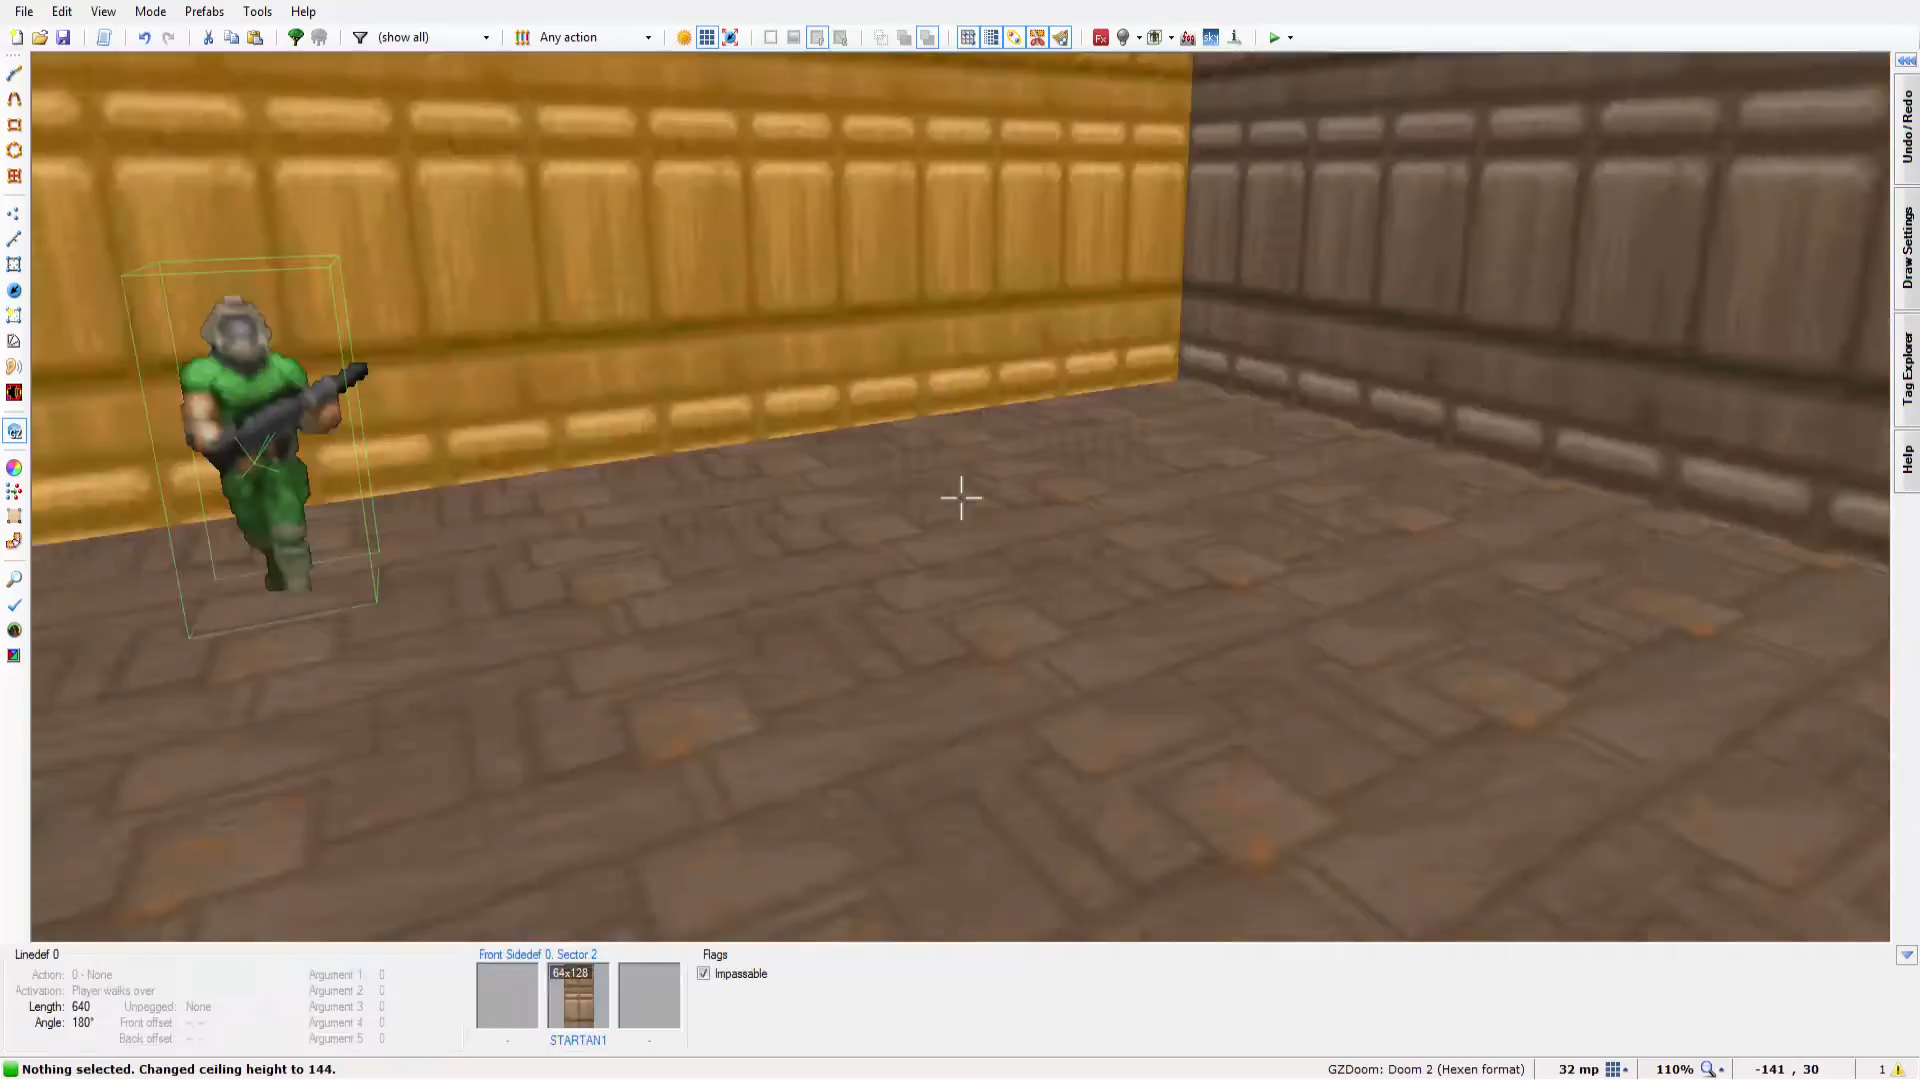 File Edit View Mode Prefabs Tools Help
(show all) Any action Fx fog sky
Undo / Redo
Draw Settings
Tag Explorer
Help
GZ
Linedef 0
Action: 0 - None
Activation: Player walks over
Length: 640 Unpegged: None
Angle: 180° Front offset -- --
Back offset -- --
Argument 1 0
Argument 2 0
Argument 3 0
Argument 4 0
Argument 5 0
Front Sidedef 0. Sector 2
64x128
- STARTAN1 -
Flags
Impassable
Nothing selected. Changed ceiling height to 144.
GZDoom: Doom 2 (Hexen format) 32 mp 110% -141 , 30 1